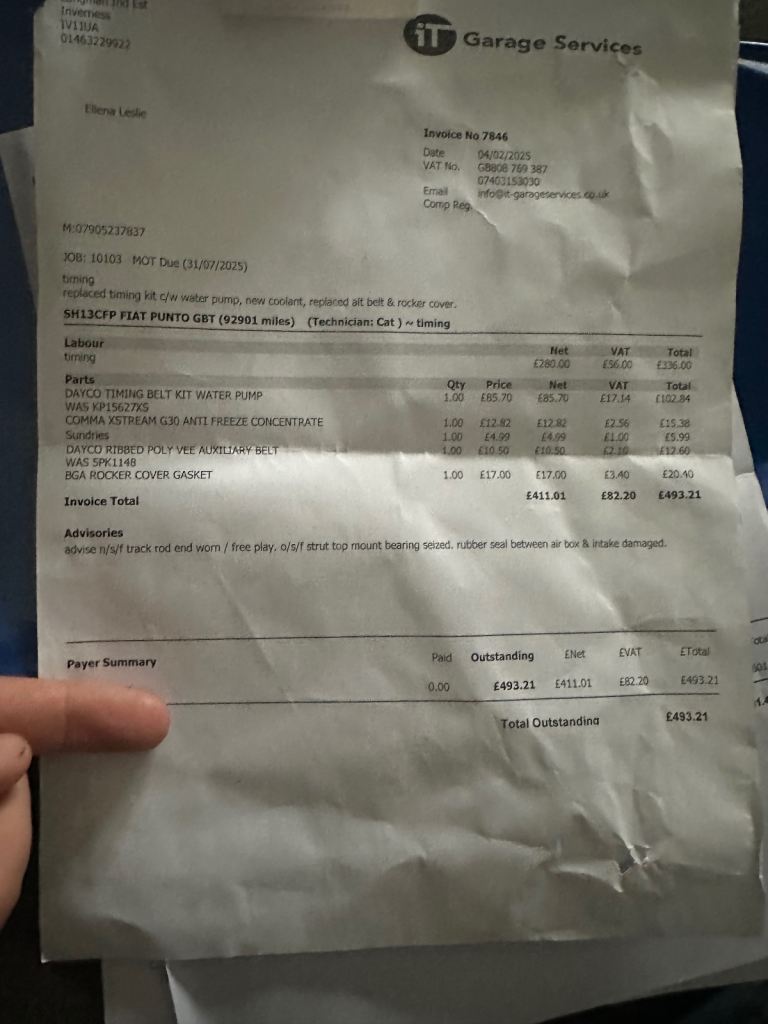 Ind Est
Inverness
IV11UA
01463229922
iT Garage Services
Ellena Leslie
Invoice No 7846
Date 04/02/2025
VAT No. GB808 769 387
07403153030
Email info@it-garageservices.co.uk
Comp Reg.
M:07905237837
JOB: 10103 MOT Due (31/07/2025)
timing
replaced timing kit c/w water pump, new coolant, replaced alt belt & rocker cover.
SH13CFP FIAT PUNTO GBT (92901 miles) (Technician: Cat ) ~ timing
Labour Net VAT Total
timing £280.00 £56.00 £336.00
Parts Qty Price Net VAT Total
DAYCO TIMING BELT KIT WATER PUMP 1.00 £85.70 £85.70 £17.14 £102.84
WAS KP15627XS
COMMA XSTREAM G30 ANTI FREEZE CONCENTRATE 1.00 £12.82 £12.82 £2.56 £15.38
Sundries 1.00 £4.99 £4.99 £1.00 £5.99
DAYCO RIBBED POLY VEE AUXILIARY BELT 1.00 £10.50 £10.50 £2.10 £12.60
WAS 5PK1148
BGA ROCKER COVER GASKET 1.00 £17.00 £17.00 £3.40 £20.40
Invoice Total £411.01 £82.20 £493.21
Advisories
advise n/s/f track rod end worn / free play. o/s/f strut top mount bearing seized. rubber seal between air box & intake damaged.
Payer Summary Paid Outstanding £Net £VAT £Total
0.00 £493.21 £411.01 £82.20 £493.21
Total Outstanding £493.21